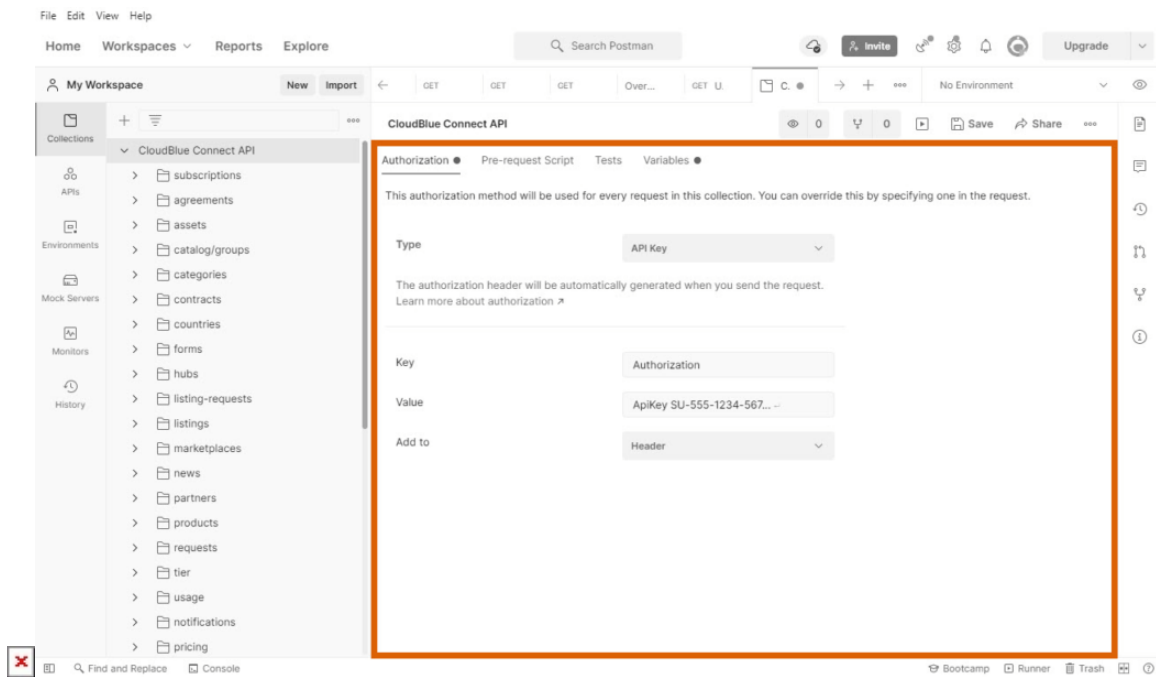 File Edit View Help
Home Workspaces Reports Explore Search Postman Invite Upgrade
My Workspace New Import GET GET GET Over... GET U. C. No Environment
Collections
APIs
Environments
Mock Servers
Monitors
History
CloudBlue Connect API
subscriptions
agreements
assets
catalog/groups
categories
contracts
countries
forms
hubs
listing-requests
listings
marketplaces
news
partners
products
requests
tier
usage
notifications
pricing
CloudBlue Connect API 0 0 Save Share
Authorization Pre-request Script Tests Variables
This authorization method will be used for every request in this collection. You can override this by specifying one in the request.
Type API Key
The authorization header will be automatically generated when you send the request.
Learn more about authorization
Key Authorization
Value ApiKey SU-555-1234-567...
Add to Header
Find and Replace Console Bootcamp Runner Trash